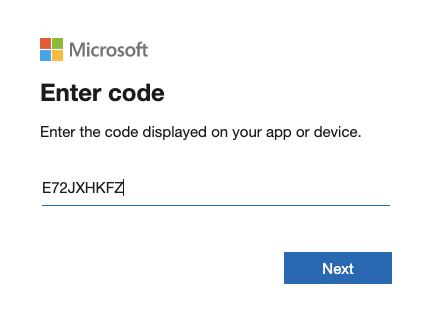 Microsoft
Enter code
Enter the code displayed on your app or device.
E72JXHKFZ
Next